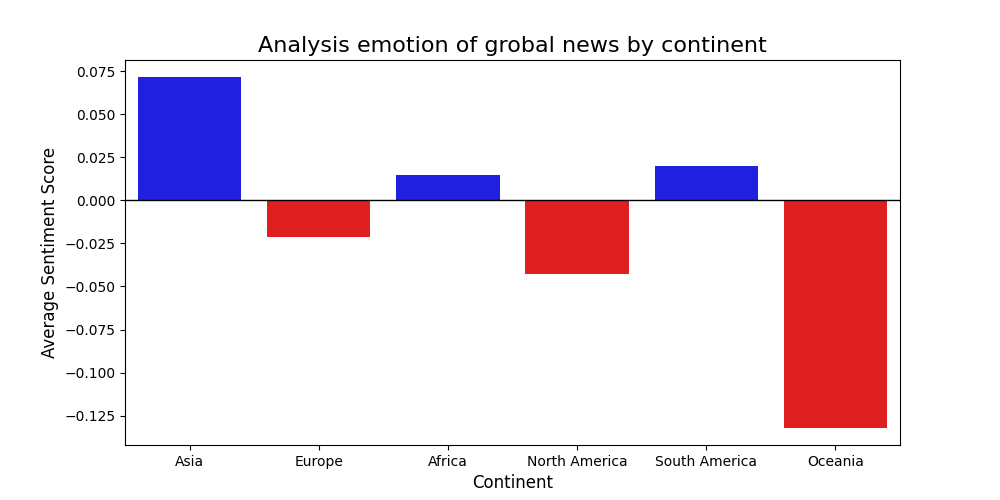 Analysis emotion of grobal news by continent
0.075
0.050
0.025
0.000
−0.025
−0.050
−0.075
−0.100
−0.125
Average Sentiment Score
Asia Europe Africa North America South America Oceania
Continent